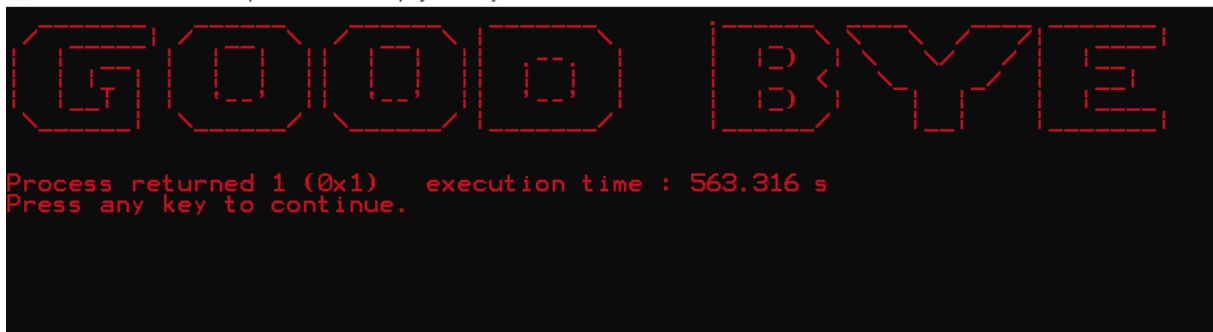 GOOD BYE
Process returned 1 (0x1)   execution time : 563.316 s
Press any key to continue.